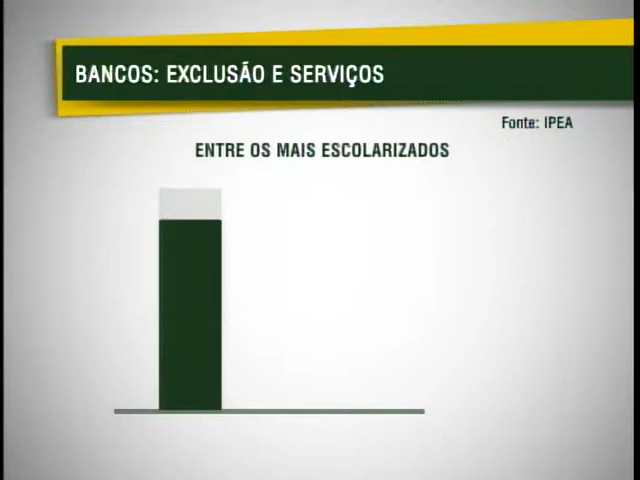 BANCOS: EXCLUSÃO E SERVIÇOS
Fonte: IPEA
ENTRE OS MAIS ESCOLARIZADOS